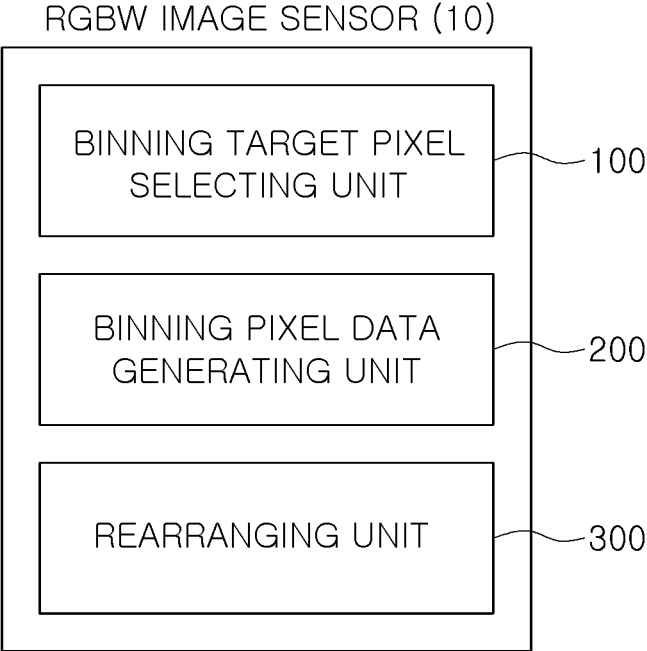 RGBW IMAGE SENSOR (10)
BINNING TARGET PIXEL
SELECTING UNIT
100
BINNING PIXEL DATA
GENERATING UNIT
200
REARRANGING UNIT
300